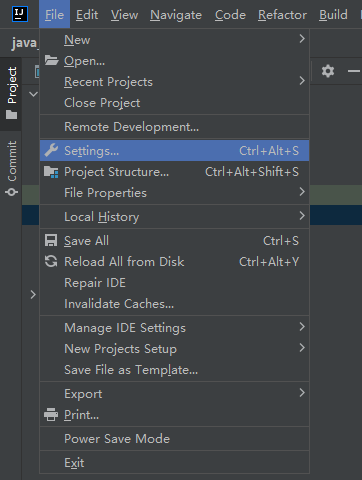 IJ File Edit View Navigate Code Refactor Build
java_
Project
Commit
New
Open...
Recent Projects
Close Project
Remote Development...
Settings... Ctrl+Alt+S
Project Structure... Ctrl+Alt+Shift+S
File Properties
Local History
Save All Ctrl+S
Reload All from Disk Ctrl+Alt+Y
Repair IDE
Invalidate Caches...
Manage IDE Settings
New Projects Setup
Save File as Template...
Export
Print...
Power Save Mode
Exit